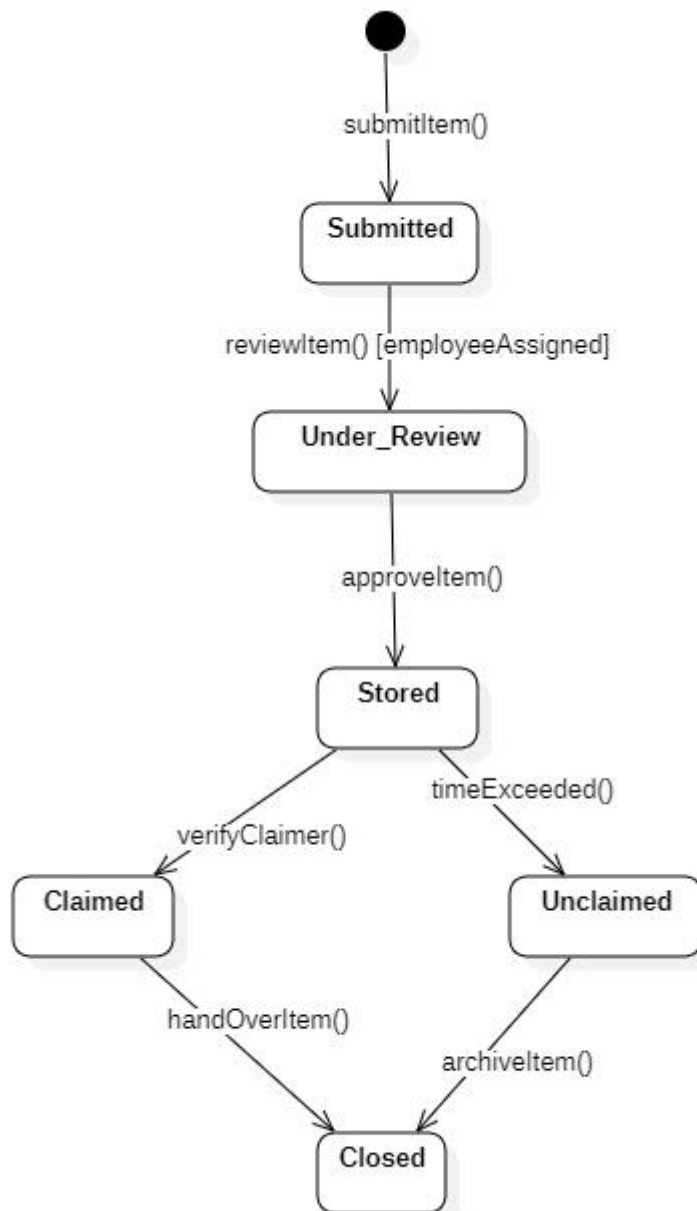 submitItem()
Submitted
reviewItem() [employeeAssigned]
Under_Review
approveItem()
Stored
timeExceeded()
verifyClaimer()
Claimed
Unclaimed
handOverItem()
archiveItem()
Closed